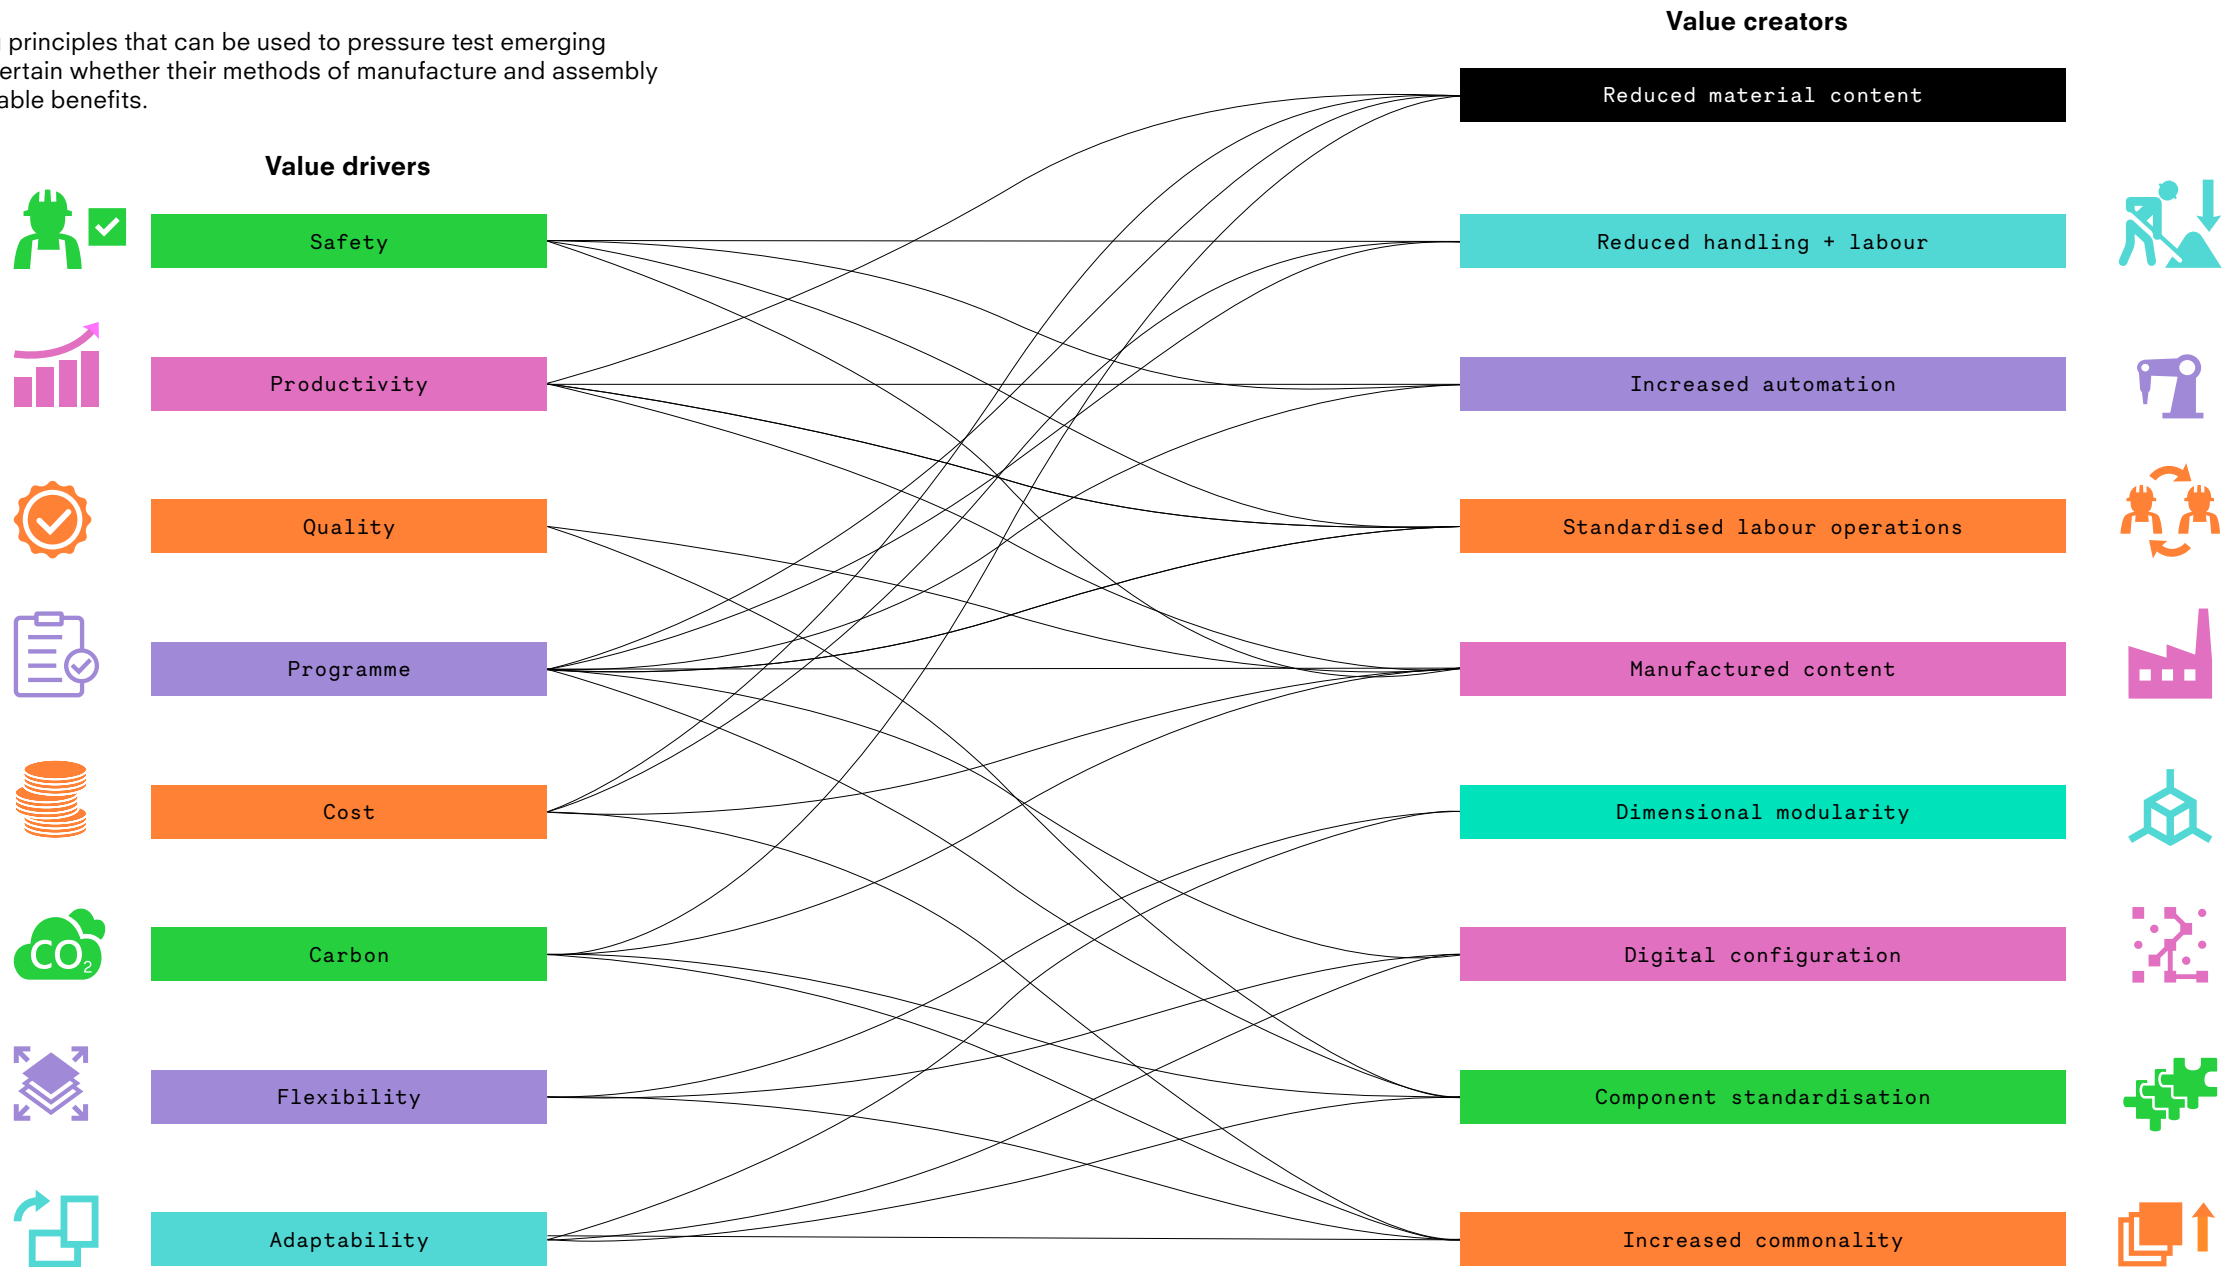 principles that can be used to pressure test emerging
ertain whether their methods of manufacture and assembly
able benefits.
Value drivers
Safety
Productivity
Quality
Programme
Cost
CO2
Carbon
Flexibility
Adaptability
Value creators
Reduced material content
Reduced handling + labour
Increased automation
Standardised labour operations
Manufactured content
Dimensional modularity
Digital configuration
Component standardisation
Increased commonality